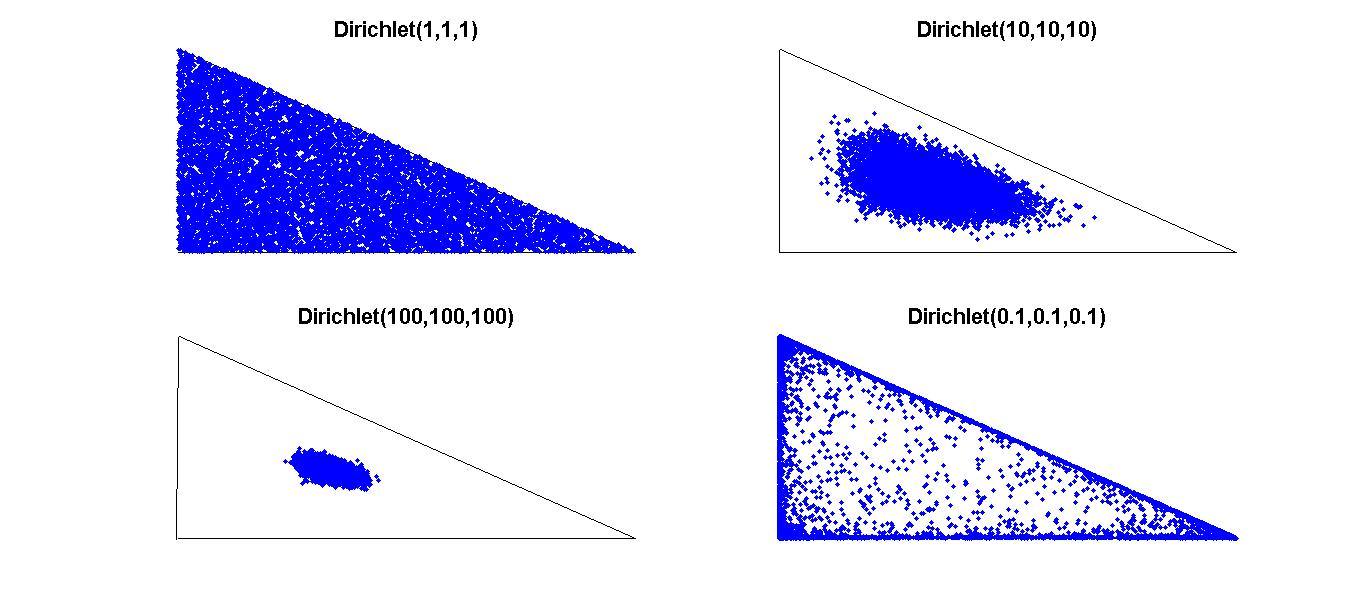 Dirichlet(1,1,1)
Dirichlet(10,10,10)
Dirichlet(100,100,100)
Dirichlet(0.1,0.1,0.1)